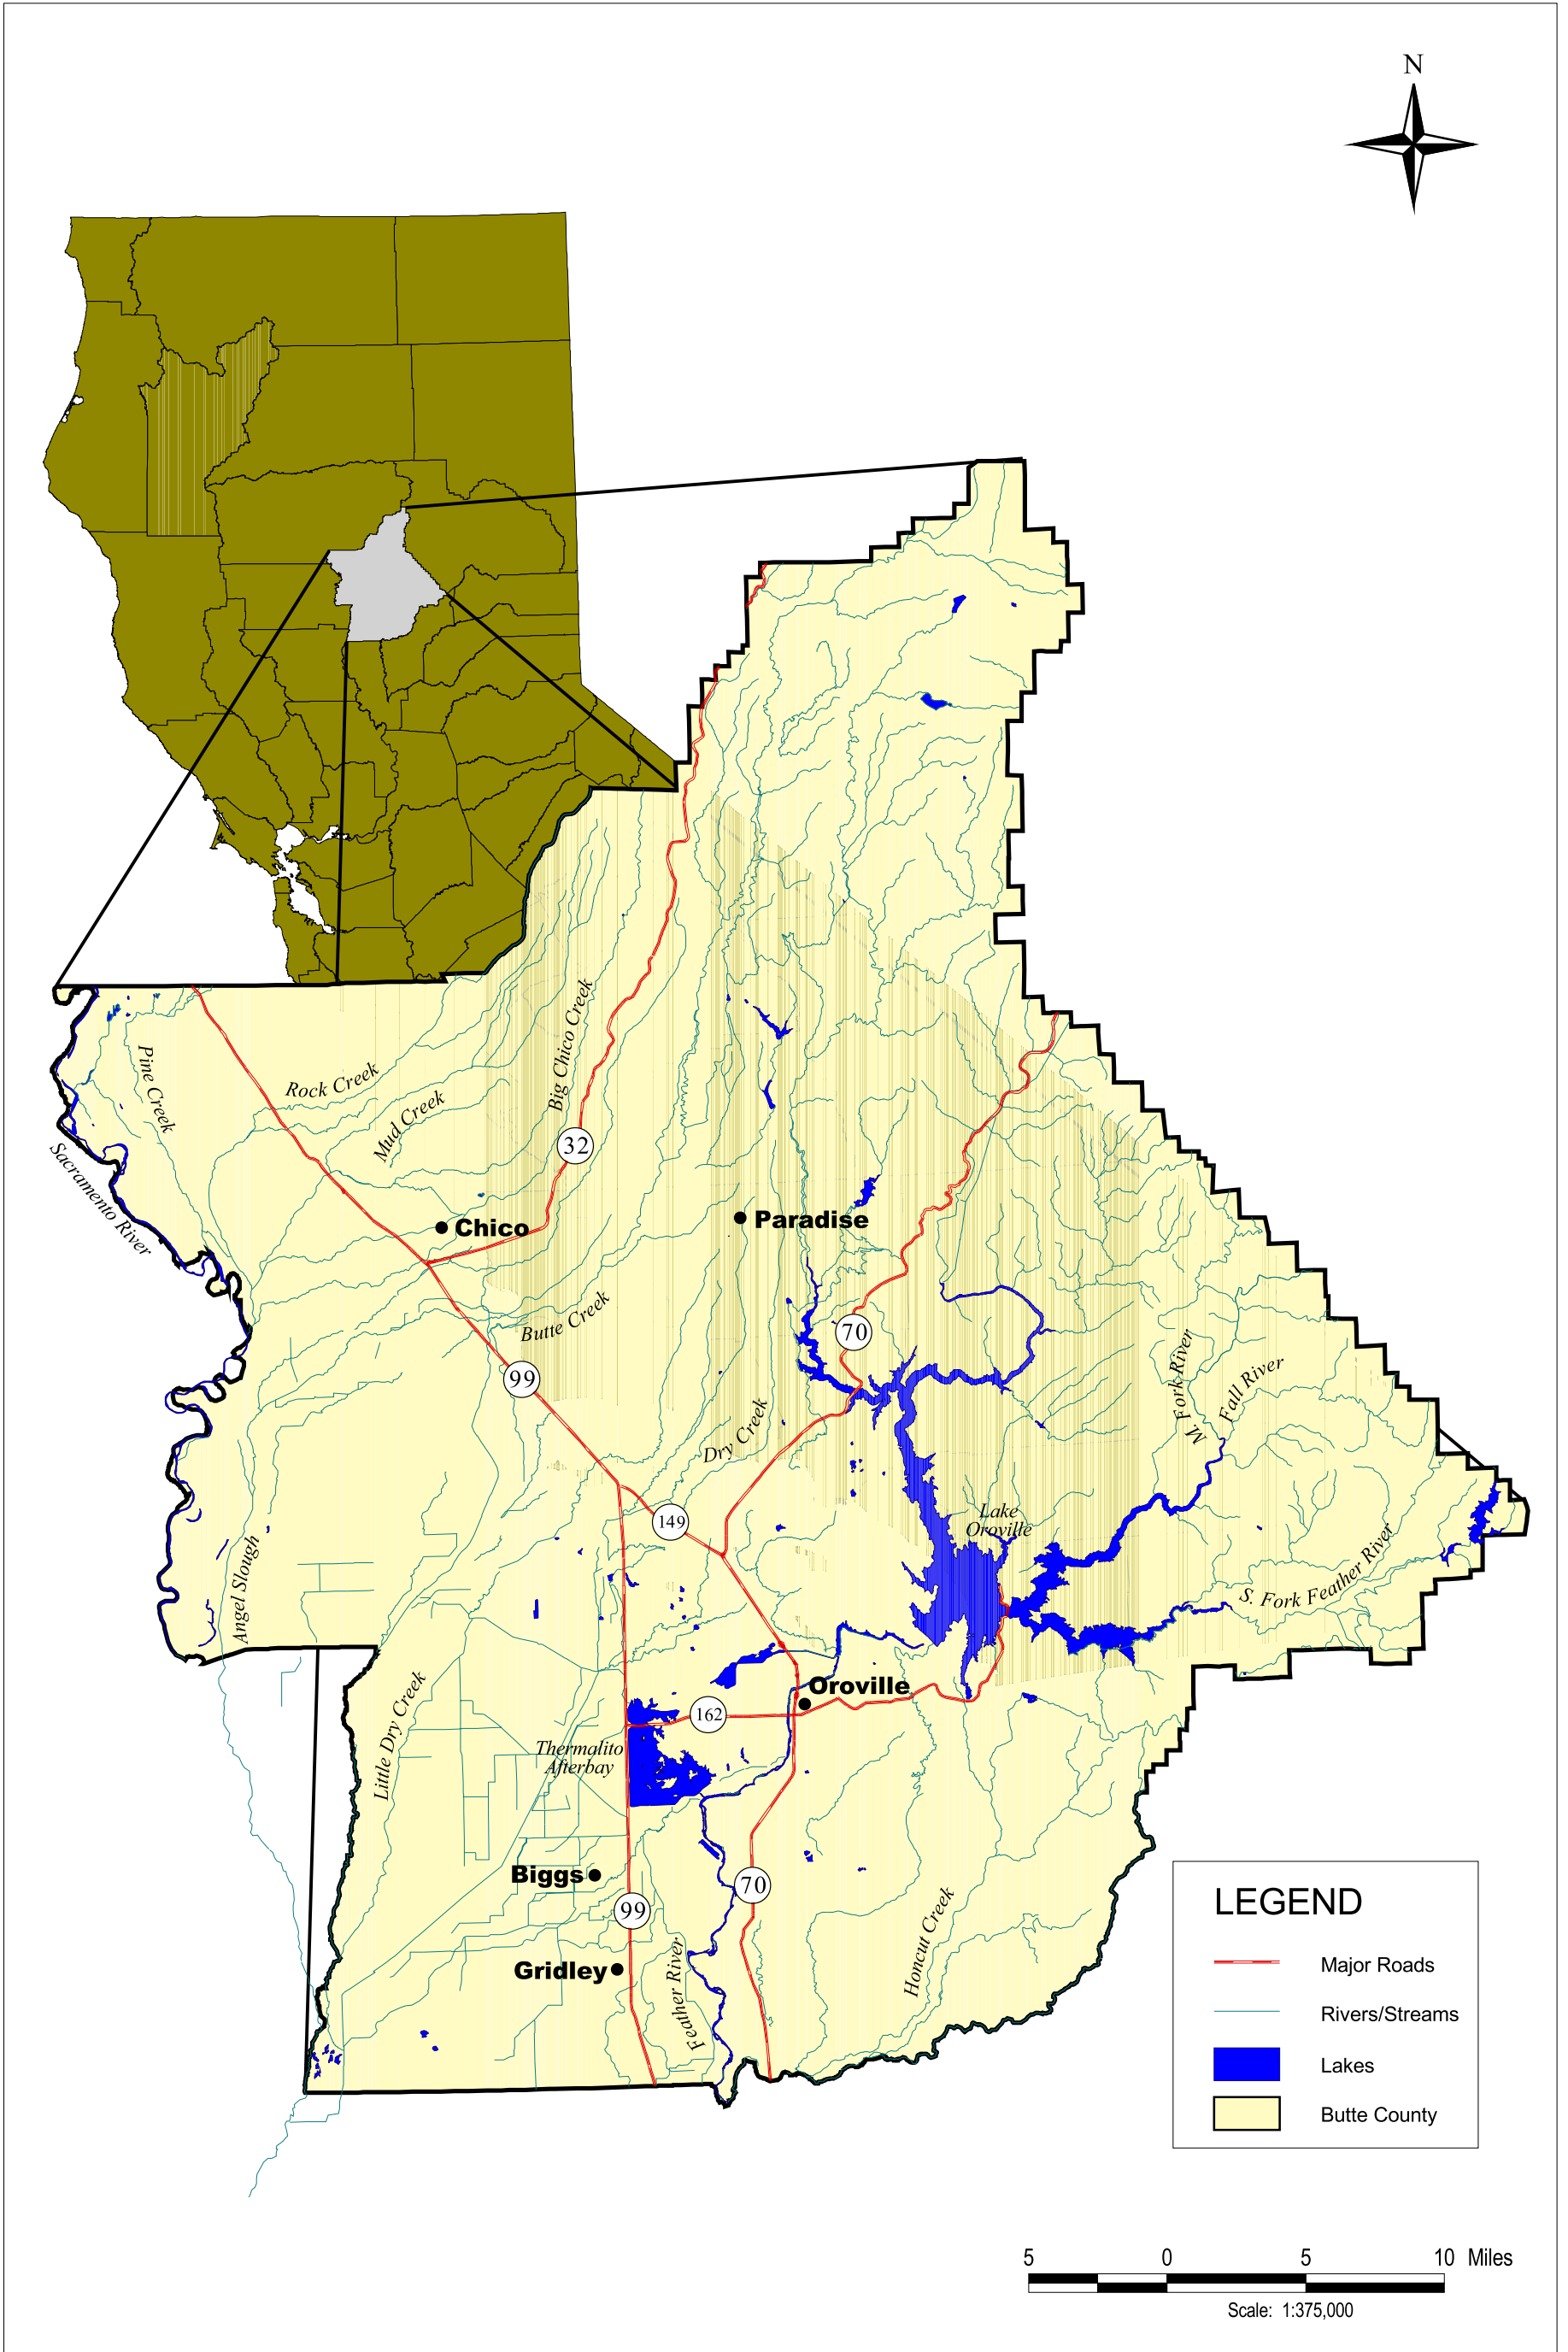 N
Pine Creek
Rock Creek
Mud Creek
Big Chico Creek
32
Sacramento River
Chico
Paradise
Butte Creek
70
99
M. Fork River
Fall River
Dry Creek
149
Lake
Oroville
Angel Slough
S. Fork Feather River
Little Dry Creek
Oroville
162
Thermalito
Afterbay
Biggs
70
99
Gridley
Feather River
Honcut Creek
LEGEND
Major Roads
Rivers/Streams
Lakes
Butte County
5 0 5 10 Miles
Scale: 1:375,000